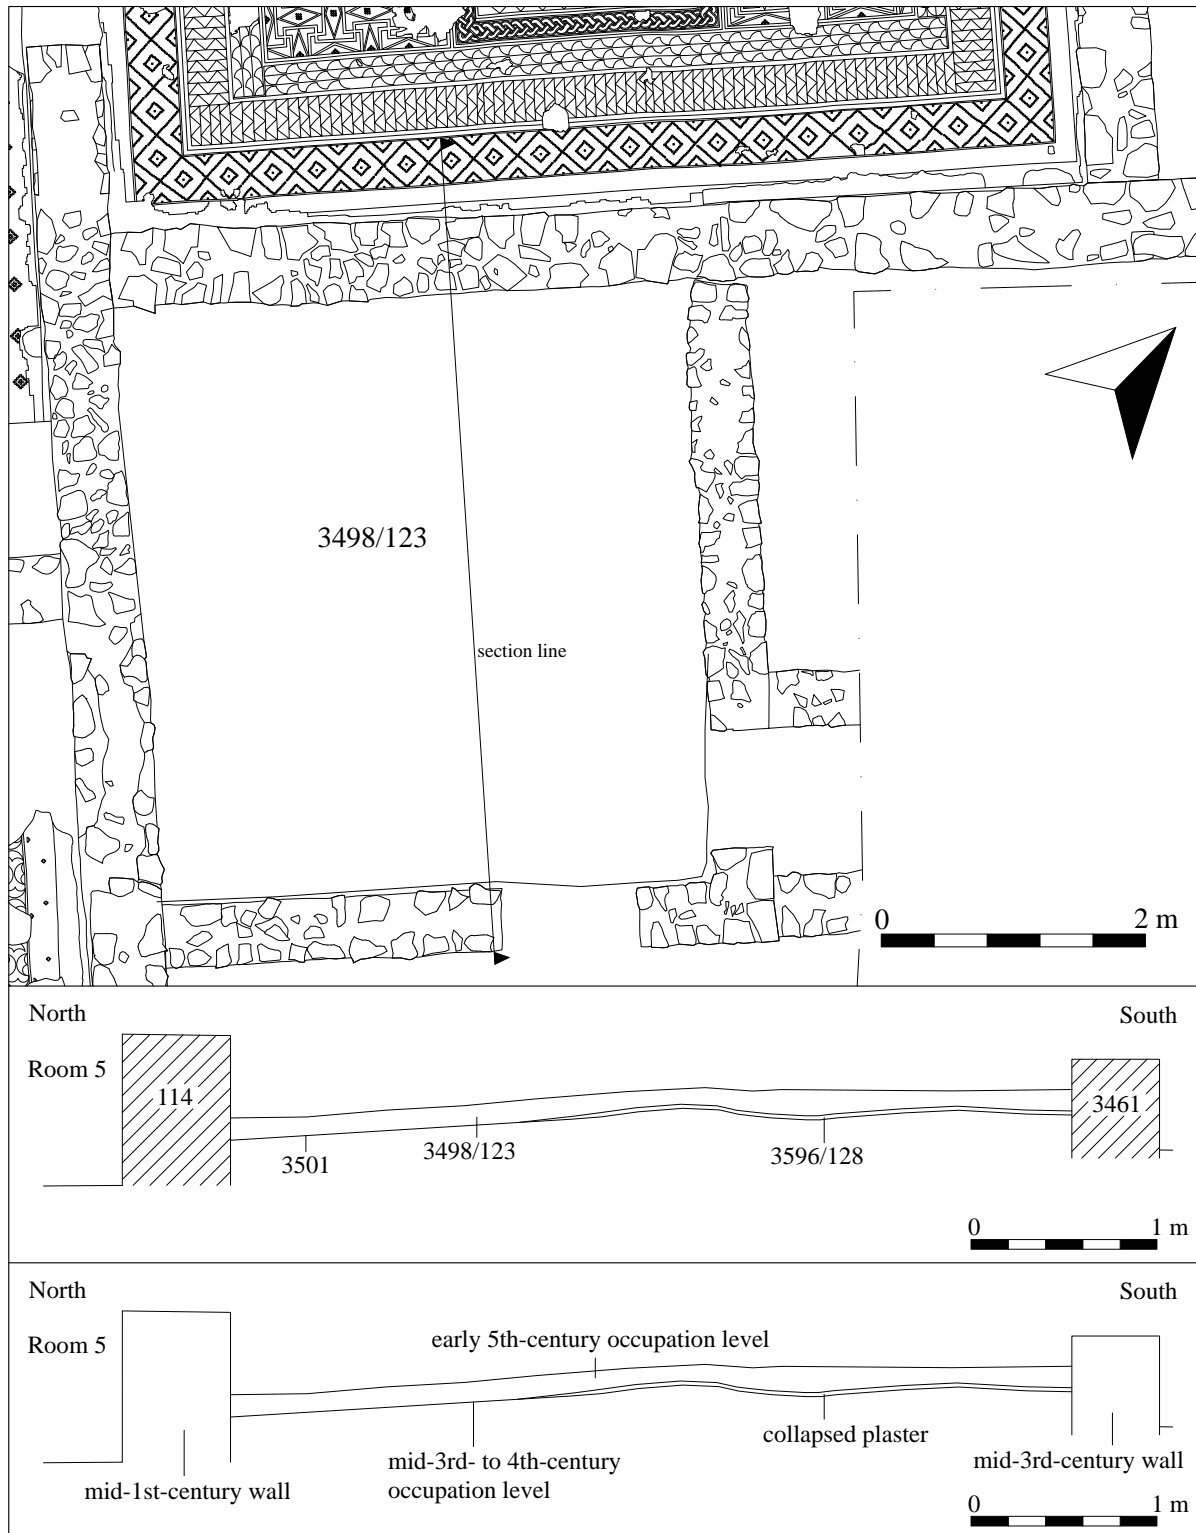 3498/123
section line
0 2 m
North South
Room 5
114
3461
3501
3498/123
3596/128
0 1 m
North South
Room 5
early 5th-century occupation level
collapsed plaster
mid-3rd- to 4th-century
occupation level
mid-3rd-century wall
mid-1st-century wall
0 1 m